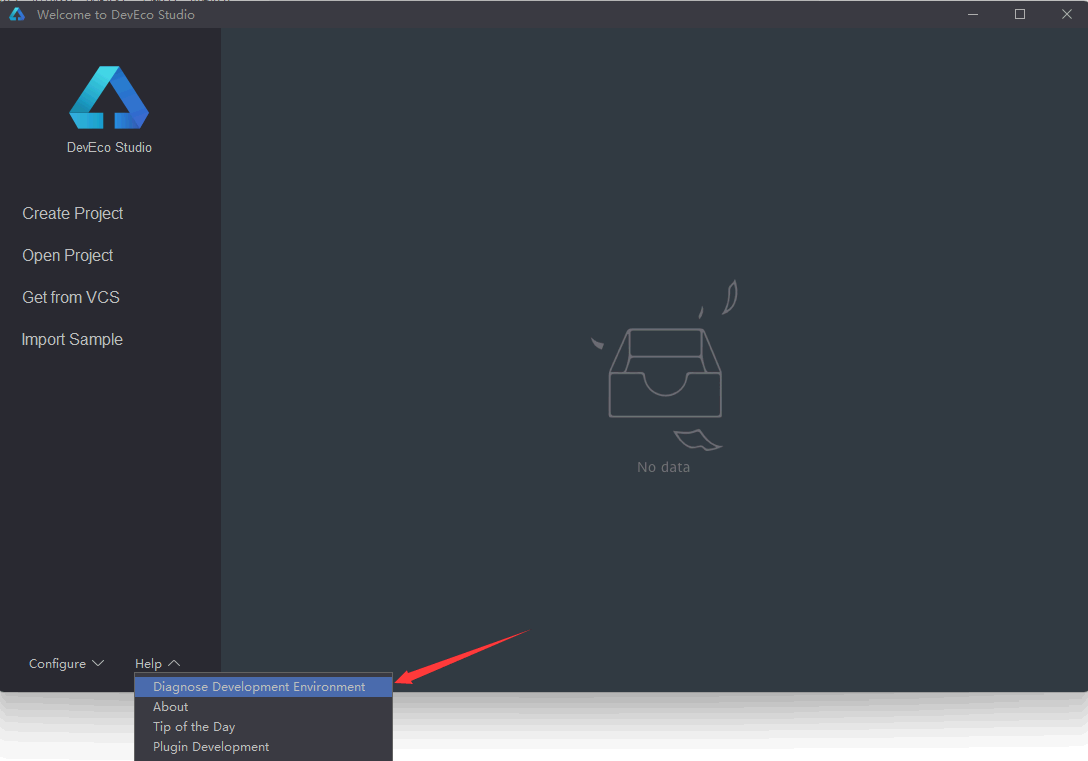 Welcome to DevEco Studio
DevEco Studio
Create Project
Open Project
Get from VCS
Import Sample
No data
Configure
Help
Diagnose Development Environment
About
Tip of the Day
Plugin Development